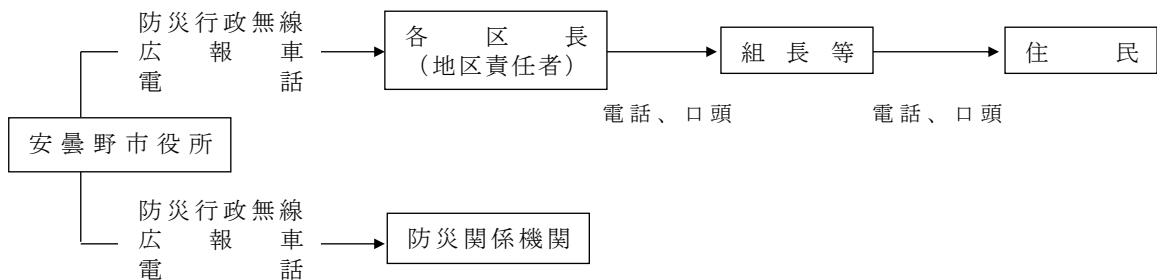 防災行政無線
広報車
電話
各区長
(地区責任者)
組長等
住民
電話、口頭
電話、口頭
安曇野市役所
防災行政無線
広報車
電話
防災関係機関